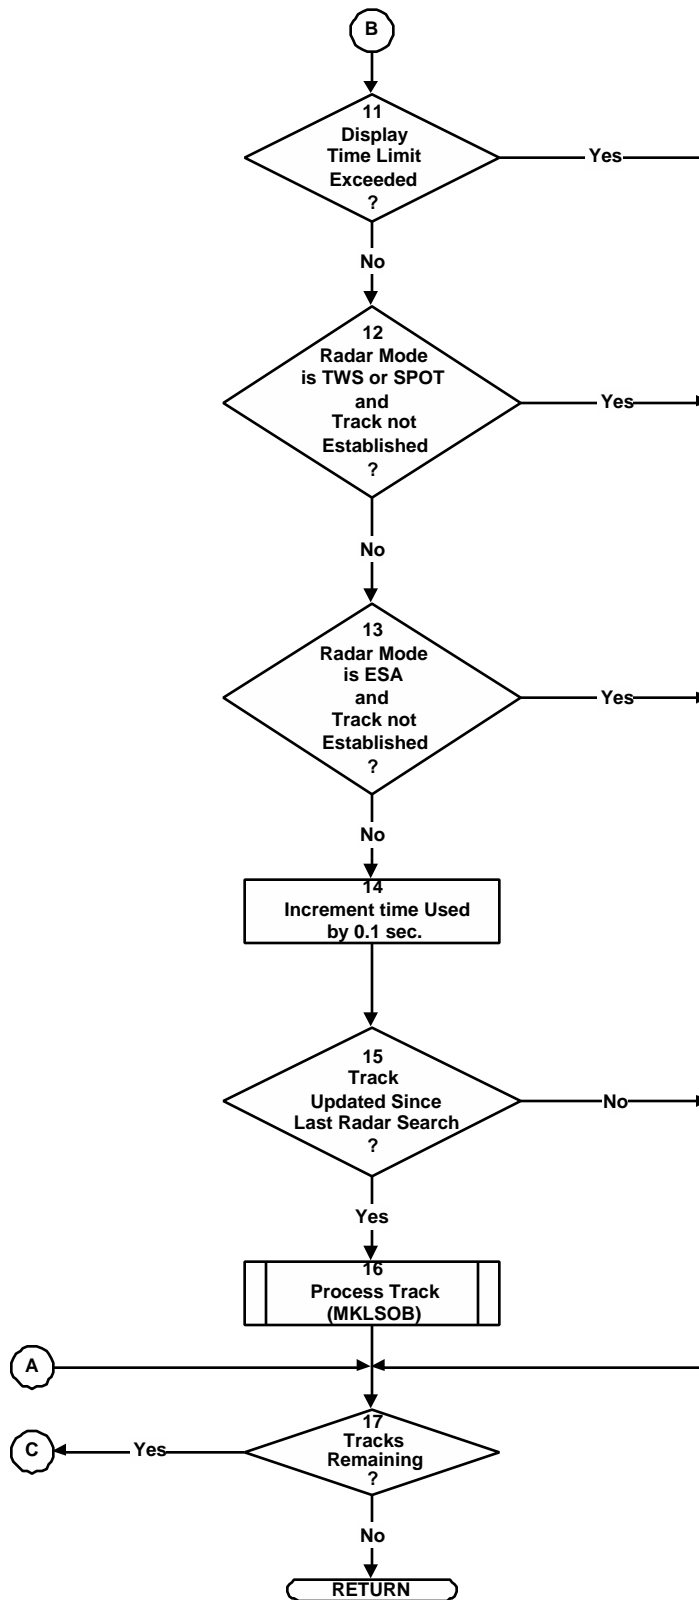 B
11
Display
Time Limit
Exceeded
?
Yes
No
12
Radar Mode
is TWS or SPOT
and
Track not
Established
?
Yes
No
13
Radar Mode
is ESA
and
Track not
Established
?
Yes
No
14
Increment time Used
by 0.1 sec.
15
Track
Updated Since
Last Radar Search
?
No
Yes
16
Process Track
(MKLSOB)
A
17
Tracks
Remaining
?
C
Yes
No
RETURN